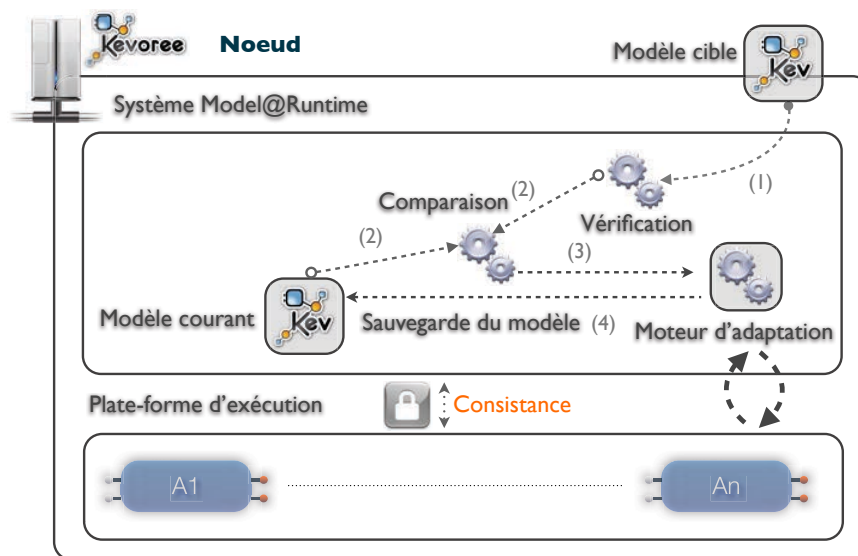 Kevoree
Noeud
Modèle cible
Kev
Système Model@Runtime
(1)
Comparaison
(2)
Vérification
(2)
(3)
Modèle courant
Kev
Sauvegarde du modèle (4)
Moteur d'adaptation
Plate-forme d'exécution
Consistance
A1
An